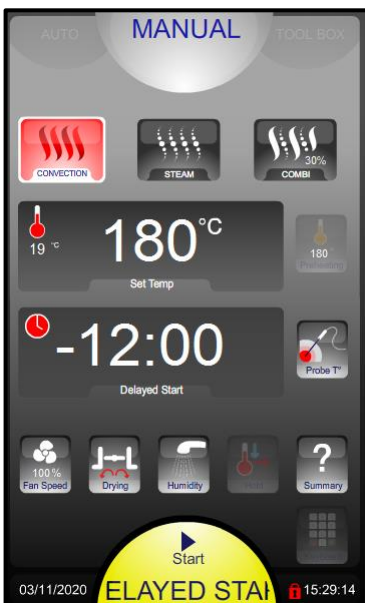 AUTO MANUAL TOOL BOX
CONVECTION STEAM 30% COMBI
19 °C 180°C 180
Set Temp Preheating
-12:00
Delayed Start Probe T°
100% Fan Speed Drying Humidity Summary
Start
ELAYED STA
03/11/2020 15:29:14